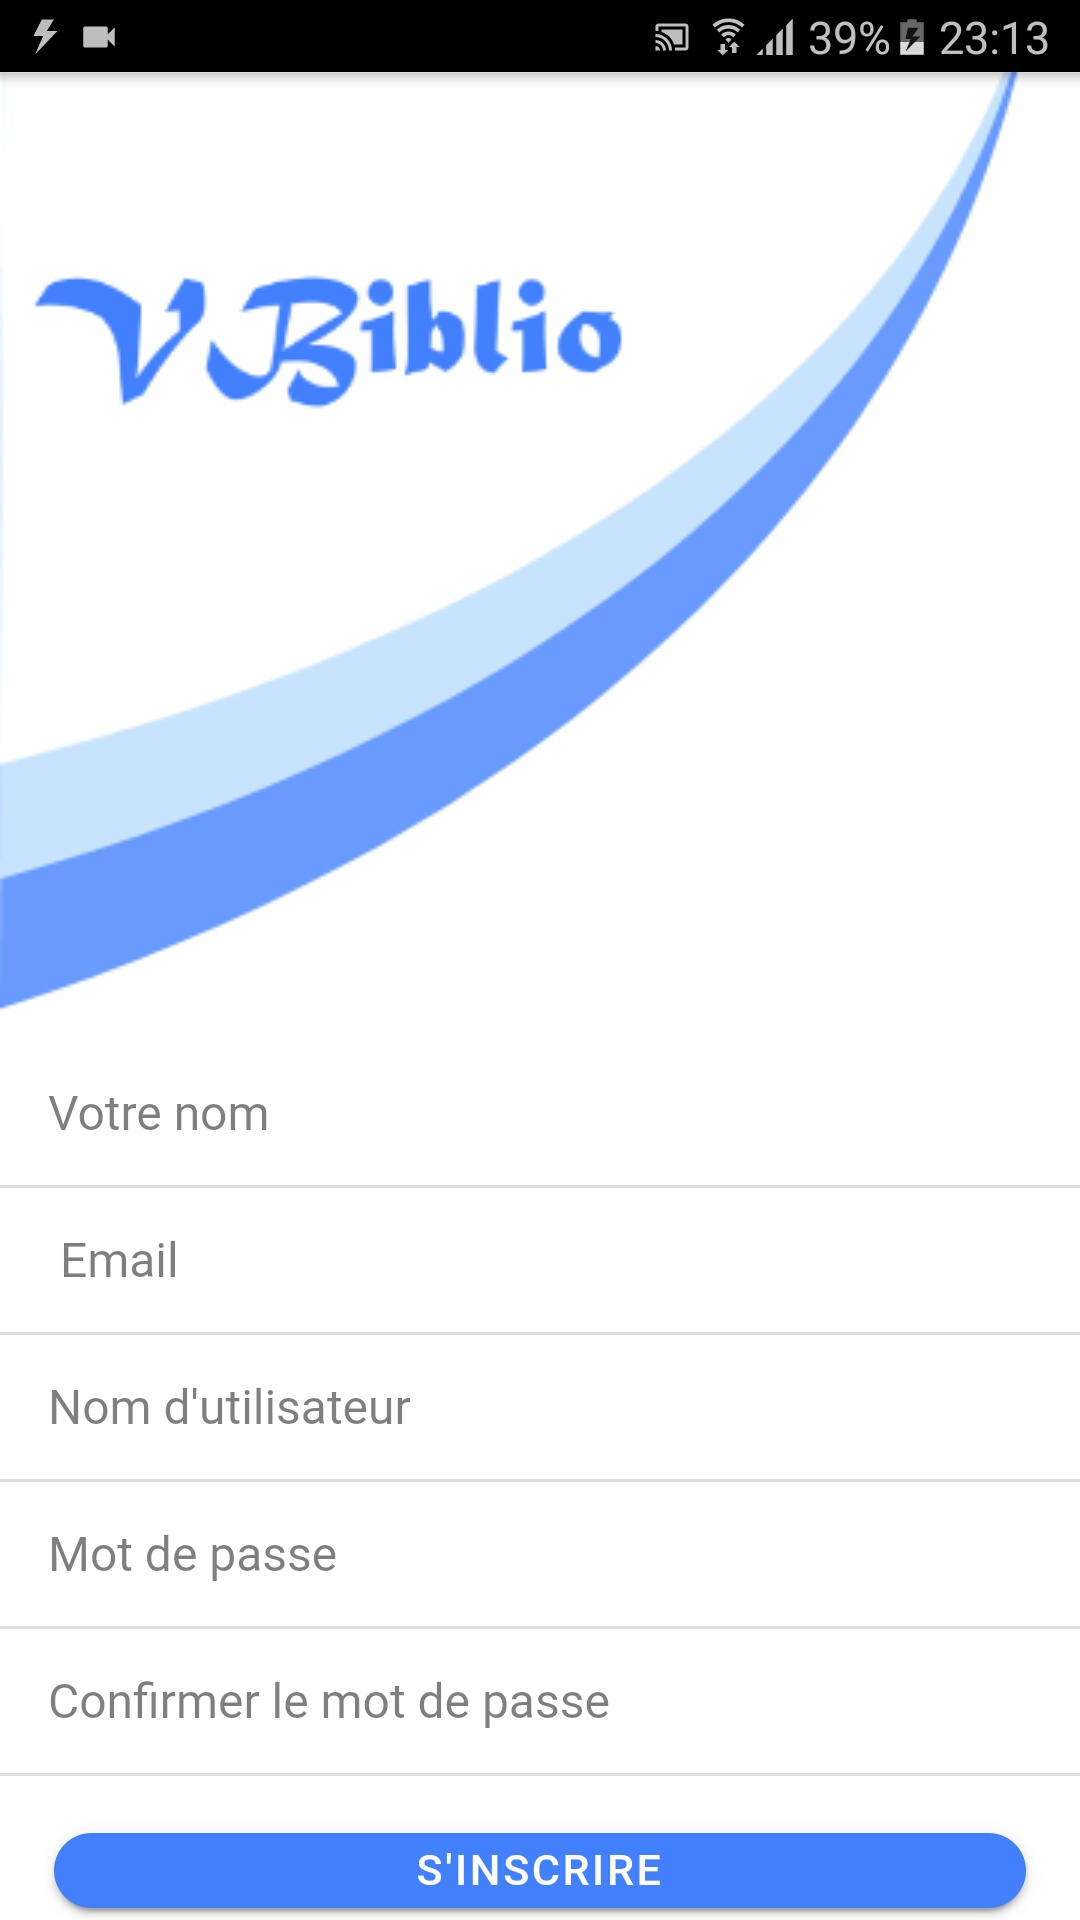 39% 23:13
VBiblio
Votre nom
Email
Nom d'utilisateur
Mot de passe
Confirmer le mot de passe
S'INSCRIRE